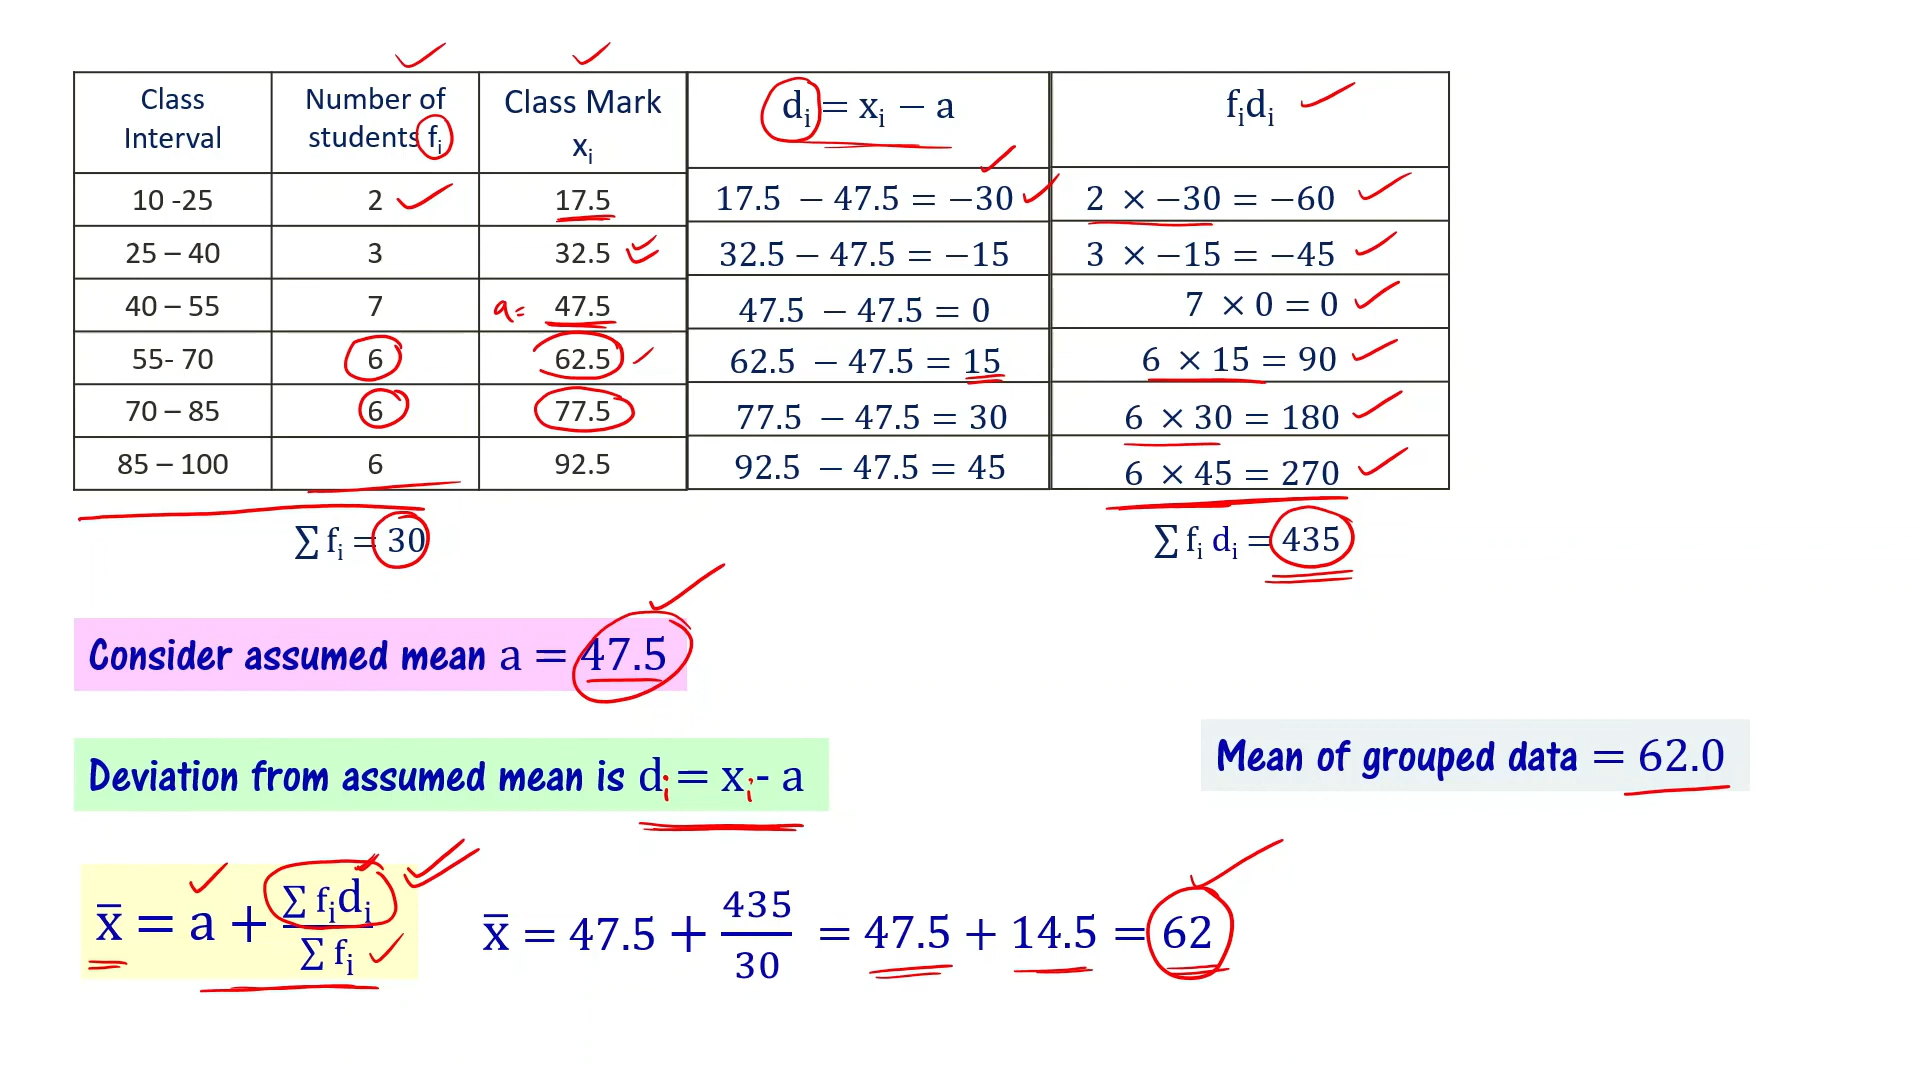 Class Interval | Number of students fᵢ | Class Mark xᵢ | dᵢ = xᵢ − a | fᵢdᵢ
10 -25 | 2 | 17.5 | 17.5 − 47.5 = −30 | 2 × −30 = −60
25 – 40 | 3 | 32.5 | 32.5 − 47.5 = −15 | 3 × −15 = −45
40 – 55 | 7 | a= 47.5 | 47.5 − 47.5 = 0 | 7 × 0 = 0
55- 70 | 6 | 62.5 | 62.5 − 47.5 = 15 | 6 × 15 = 90
70 – 85 | 6 | 77.5 | 77.5 − 47.5 = 30 | 6 × 30 = 180
85 – 100 | 6 | 92.5 | 92.5 − 47.5 = 45 | 6 × 45 = 270
∑ fᵢ = 30
∑ fᵢ dᵢ = 435
Consider assumed mean a = 47.5
Deviation from assumed mean is dᵢ = xᵢ - a
Mean of grouped data = 62.0
x̅ = a + ∑ fᵢdᵢ / ∑ fᵢ
x̅ = 47.5 + 435/30 = 47.5 + 14.5 = 62